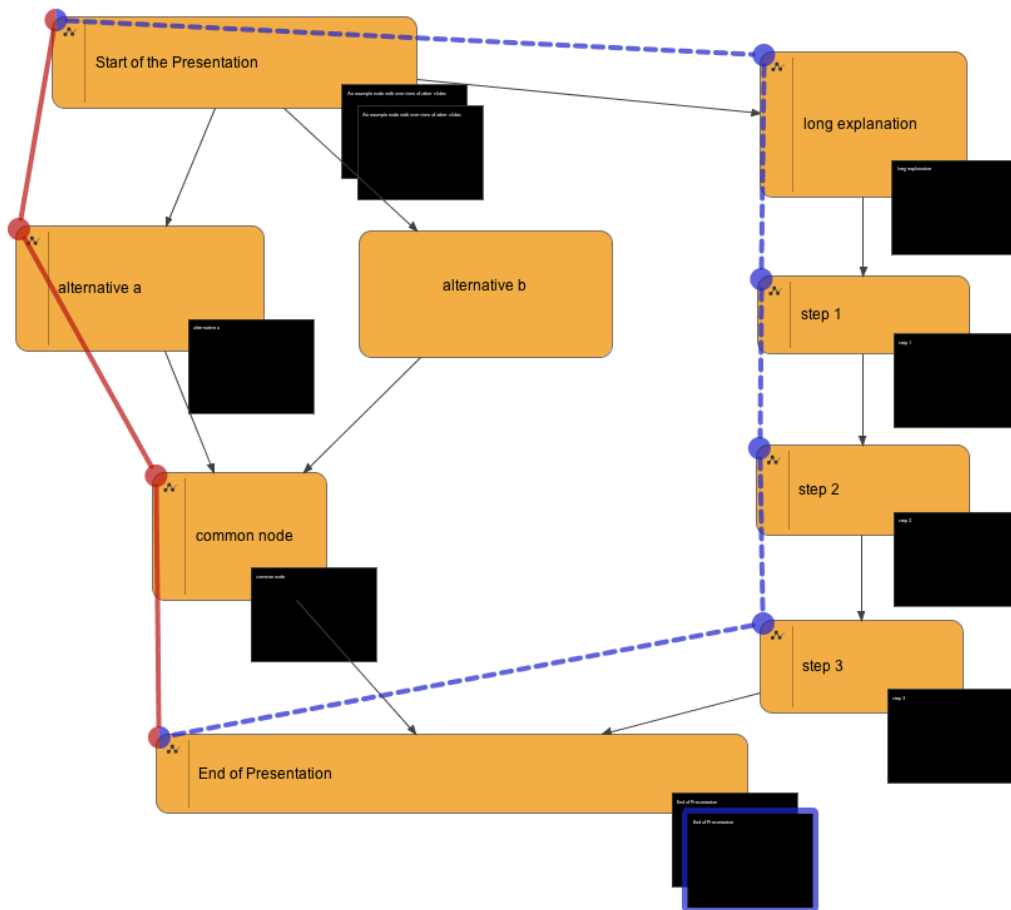 Start of the Presentation
An example node with overview of other slides
An example node with overview of other slides
long explanation
long explanation
alternative a
alternative a
alternative b
step 1
step 1
step 2
step 2
common node
common node
step 3
step 3
End of Presentation
End of Presentation
End of Presentation